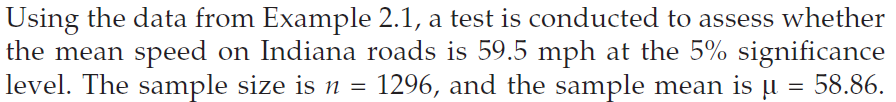 Using the data from Example 2.1, a test is conducted to assess whether
the mean speed on Indiana roads is 59.5 mph at the 5% significance
level. The sample size is n = 1296, and the sample mean is μ = 58.86.